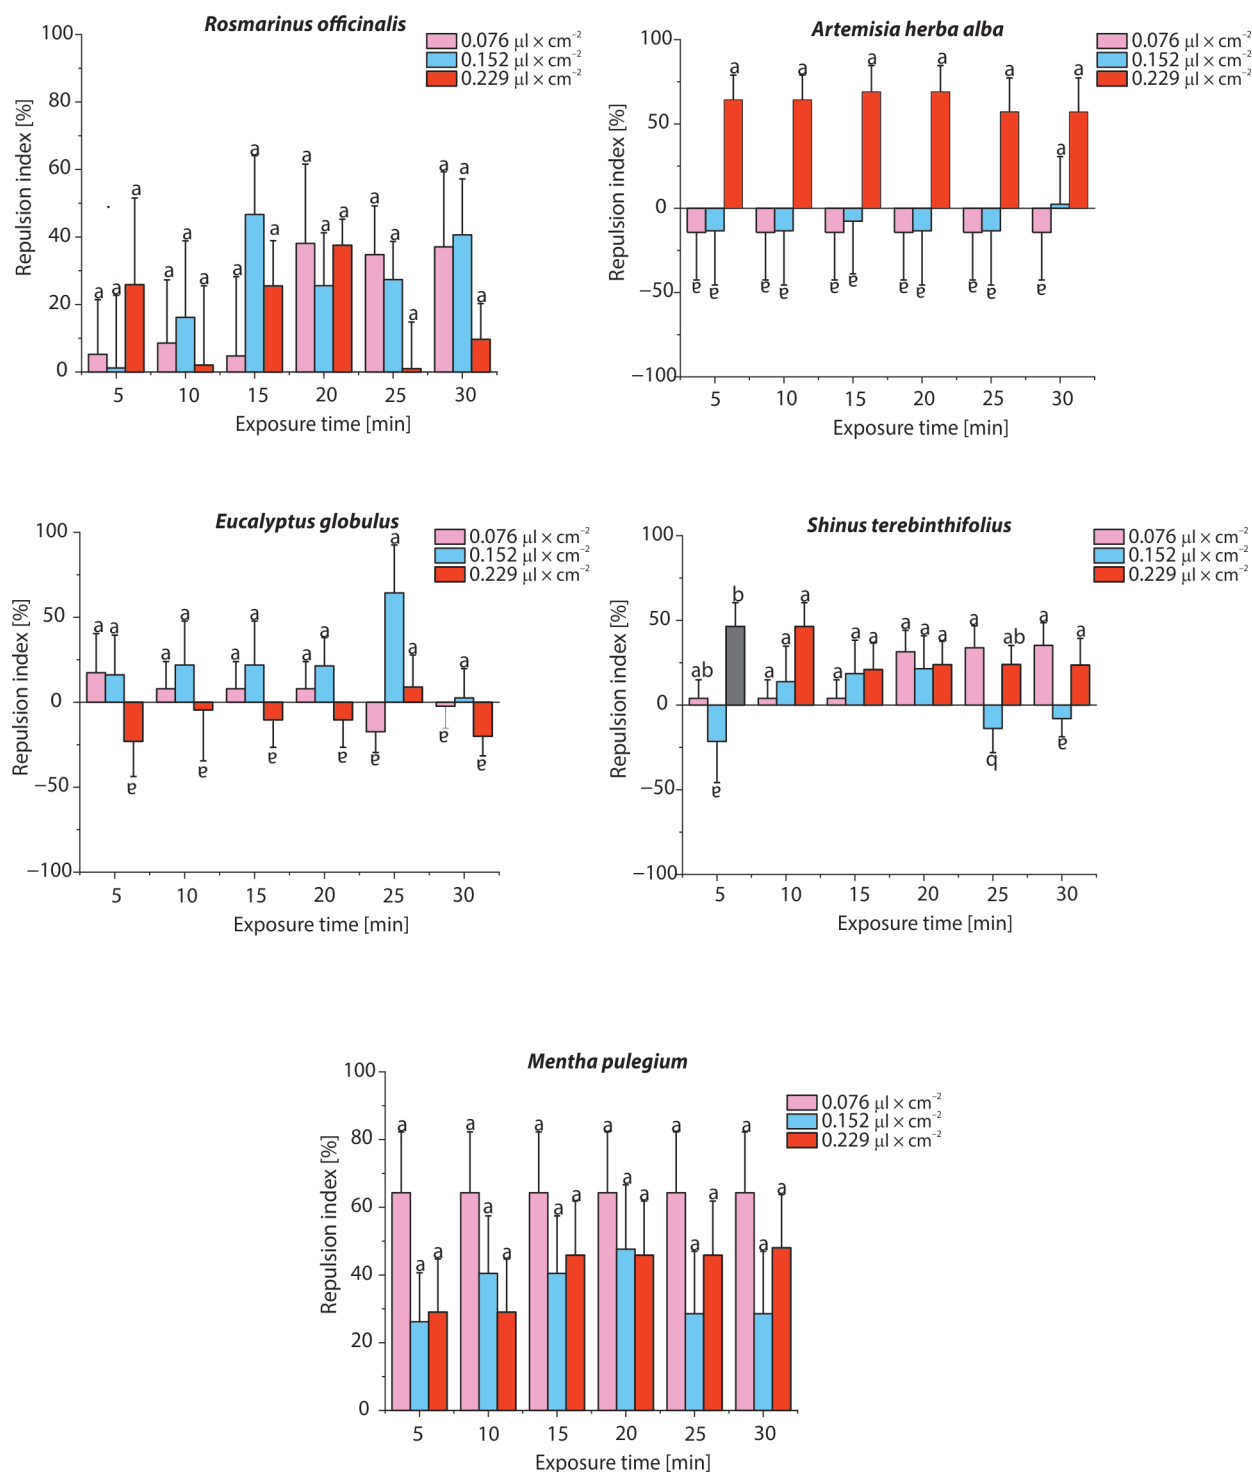 Rosmarinus officinalis
0.076 µl × cm⁻²
0.152 µl × cm⁻²
0.229 µl × cm⁻²
Repulsion index [%]
100
80
60
40
20
0
a a a a a a a a a a a a a a a a a a
5 10 15 20 25 30
Exposure time [min]
Artemisia herba alba
0.076 µl × cm⁻²
0.152 µl × cm⁻²
0.229 µl × cm⁻²
Repulsion index [%]
100
50
0
−50
−100
a a a a a a a
a a a a a a a a a a a
5 10 15 20 25 30
Exposure time [min]
Eucalyptus globulus
0.076 µl × cm⁻²
0.152 µl × cm⁻²
0.229 µl × cm⁻²
Repulsion index [%]
100
50
0
−50
−100
a a a a a a a a a a a
a a a a a a a
5 10 15 20 25 30
Exposure time [min]
Shinus terebinthifolius
0.076 µl × cm⁻²
0.152 µl × cm⁻²
0.229 µl × cm⁻²
Repulsion index [%]
100
50
0
−50
−100
ab b a a a a a a a a a a ab a a
a b a
5 10 15 20 25 30
Exposure time [min]
Mentha pulegium
0.076 µl × cm⁻²
0.152 µl × cm⁻²
0.229 µl × cm⁻²
Repulsion index [%]
100
80
60
40
20
0
a a a a a a a a a a a a a a a a a a
5 10 15 20 25 30
Exposure time [min]